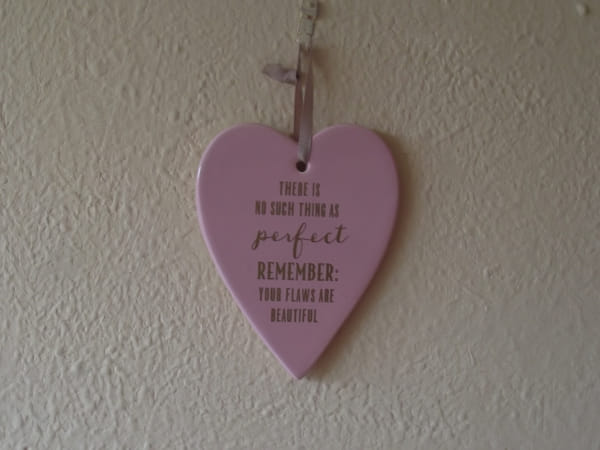 THERE IS
NO SUCH THING AS
perfect
REMEMBER:
YOUR FLAWS ARE
BEAUTIFUL